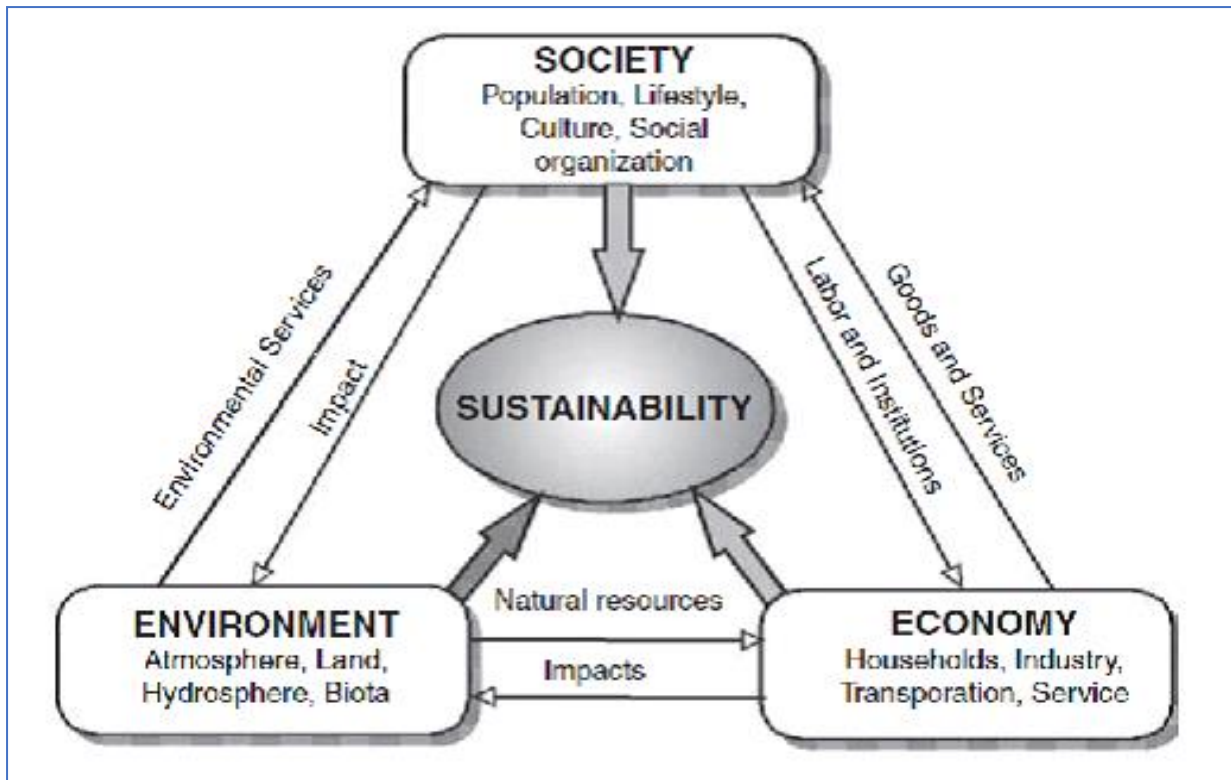 SOCIETY
Population, Lifestyle,
Culture, Social
organization
Environmental Services
Impact
Labor and Institutions
Goods and Services
SUSTAINABILITY
Natural resources
Impacts
ENVIRONMENT
Atmosphere, Land,
Hydrosphere, Biota
ECONOMY
Households, Industry,
Transporation, Service